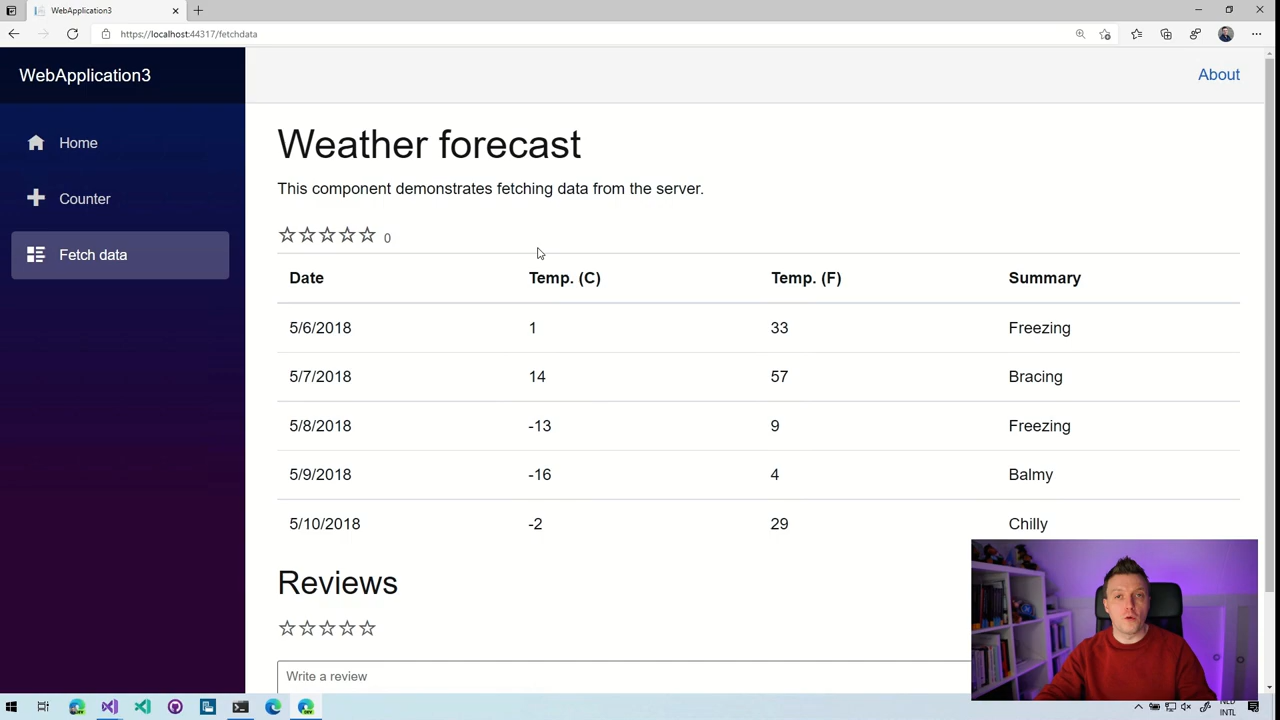 WebApplication3
https://localhost:44317/fetchdata
WebApplication3
About
Home
Counter
Fetch data
Weather forecast
This component demonstrates fetching data from the server.
0
Date Temp. (C) Temp. (F) Summary
5/6/2018 1 33 Freezing
5/7/2018 14 57 Bracing
5/8/2018 -13 9 Freezing
5/9/2018 -16 4 Balmy
5/10/2018 -2 29 Chilly
Reviews
Write a review
NLD
INTL